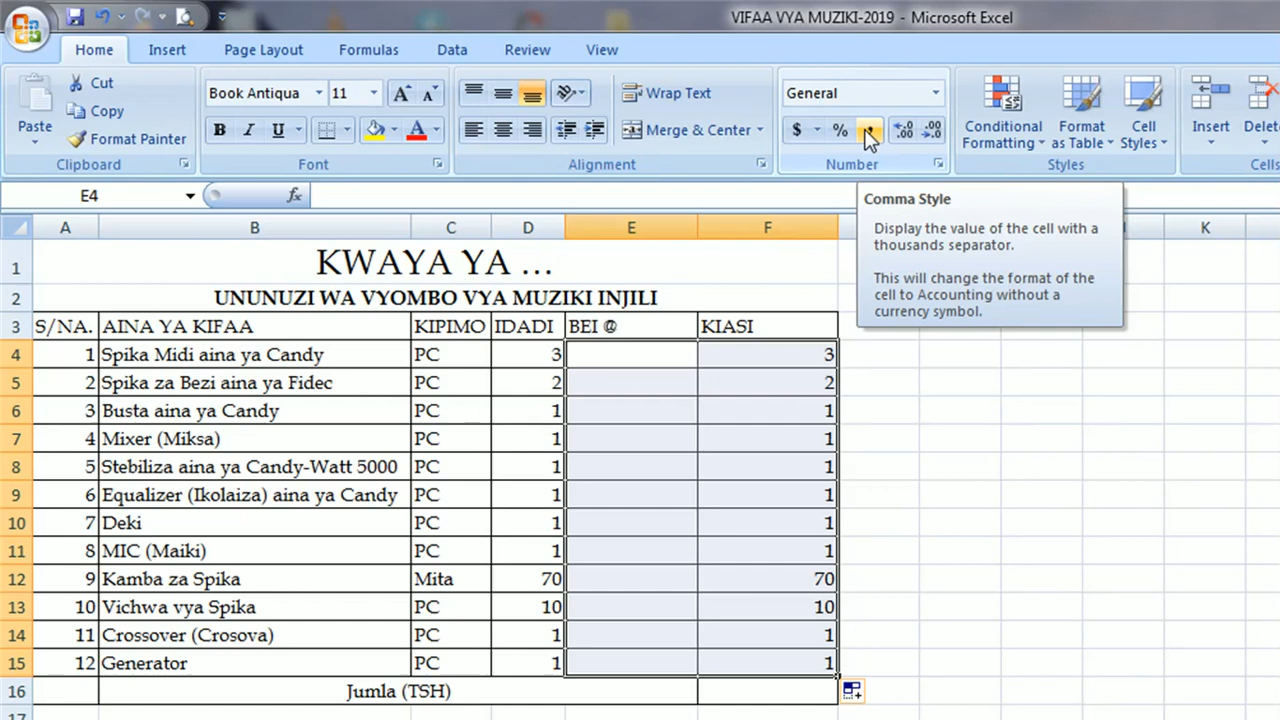 VIFAA VYA MUZIKI-2019 - Microsoft Excel
Home Insert Page Layout Formulas Data Review View
Paste
Cut
Copy
Format Painter
Clipboard
Book Antiqua 11
B I U
Font
Wrap Text
Merge & Center
Alignment
General
$ %
Number
Conditional Formatting
Format as Table
Cell Styles
Styles
Insert
Cells
E4 fx
Comma Style
Display the value of the cell with a
thousands separator.
This will change the format of the
cell to Accounting without a
currency symbol.
A B C D E F K
1 KWAYA YA ...
2 UNUNUZI WA VYOMBO VYA MUZIKI INJILI
3 S/NA. AINA YA KIFAA KIPIMO IDADI BEI @ KIASI
4 1 Spika Midi aina ya Candy PC 3 3
5 2 Spika za Bezi aina ya Fidec PC 2 2
6 3 Busta aina ya Candy PC 1 1
7 4 Mixer (Miksa) PC 1 1
8 5 Stebiliza aina ya Candy-Watt 5000 PC 1 1
9 6 Equalizer (Ikolaiza) aina ya Candy PC 1 1
10 7 Deki PC 1 1
11 8 MIC (Maiki) PC 1 1
12 9 Kamba za Spika Mita 70 70
13 10 Vichwa vya Spika PC 10 10
14 11 Crossover (Crosova) PC 1 1
15 12 Generator PC 1 1
16 Jumla (TSH)
17